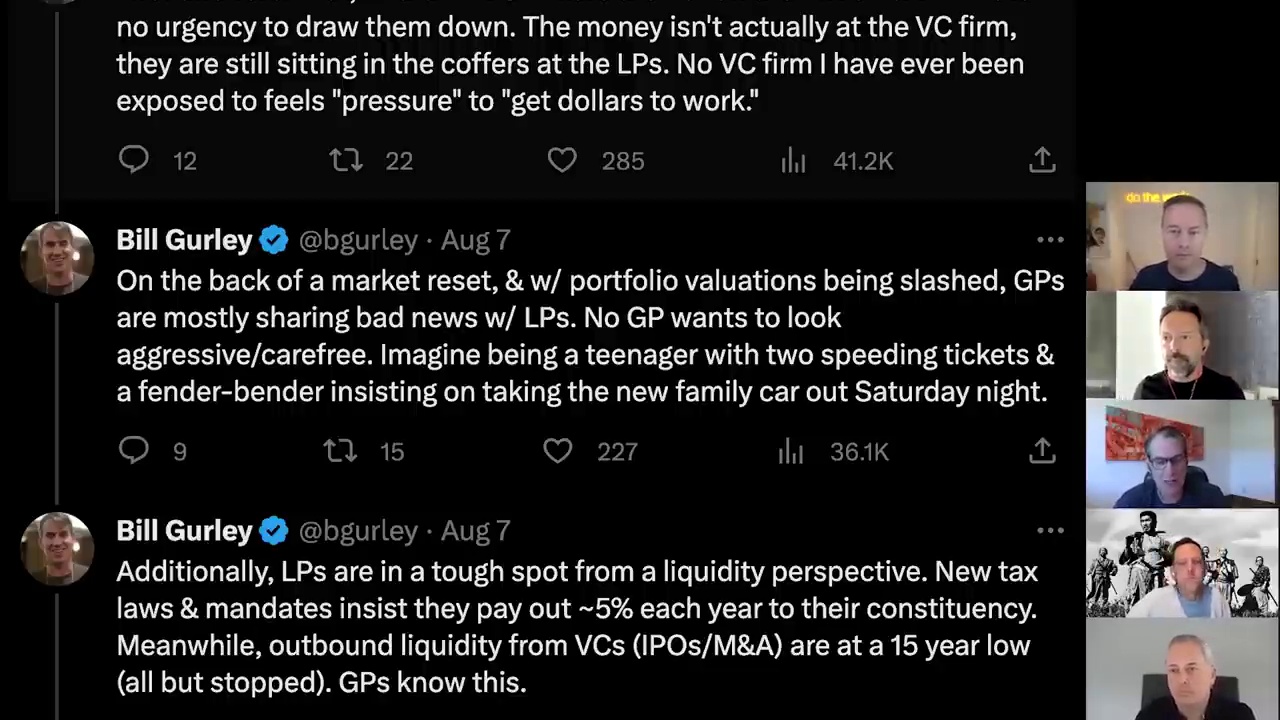 no urgency to draw them down. The money isn't actually at the VC firm,
they are still sitting in the coffers at the LPs. No VC firm I have ever been
exposed to feels "pressure" to "get dollars to work."
12 22 285 41.2K
Bill Gurley @bgurley · Aug 7
On the back of a market reset, & w/ portfolio valuations being slashed, GPs
are mostly sharing bad news w/ LPs. No GP wants to look
aggressive/carefree. Imagine being a teenager with two speeding tickets &
a fender-bender insisting on taking the new family car out Saturday night.
9 15 227 36.1K
Bill Gurley @bgurley · Aug 7
Additionally, LPs are in a tough spot from a liquidity perspective. New tax
laws & mandates insist they pay out ~5% each year to their constituency.
Meanwhile, outbound liquidity from VCs (IPOs/M&A) are at a 15 year low
(all but stopped). GPs know this.
do the